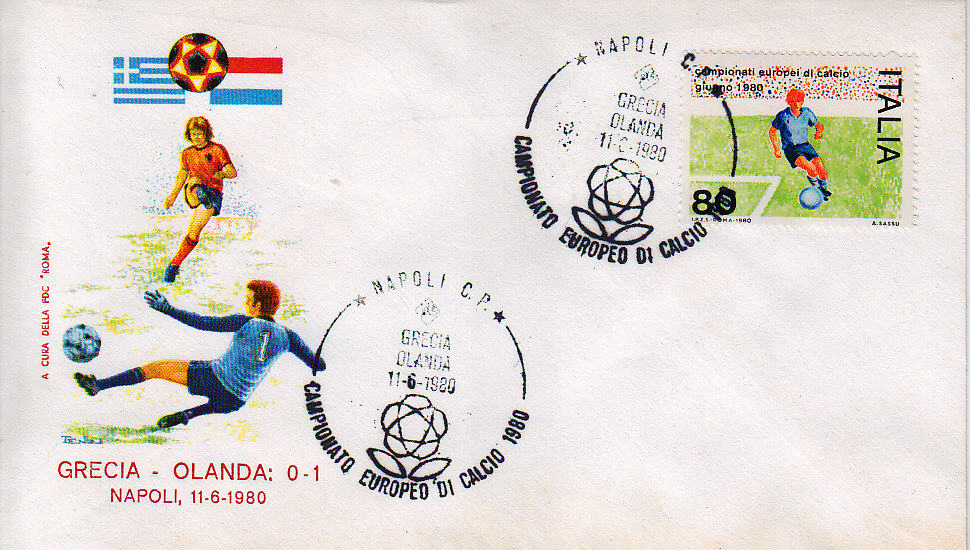 NAPOLI C.P.
GRECIA
OLANDA
11-6-1980
CAMPIONATO EUROPEO DI CALCIO
campionati europei di calcio
giugno 1980
ITALIA
80
I.P.Z.S.-ROMA-1980
A. SASSU
A CURA DELLA FDC "ROMA"
1
NAPOLI C.P.
GRECIA
OLANDA
11-6-1980
CAMPIONATO EUROPEO DI CALCIO 1980
GRECIA - OLANDA: 0-1
NAPOLI, 11-6-1980